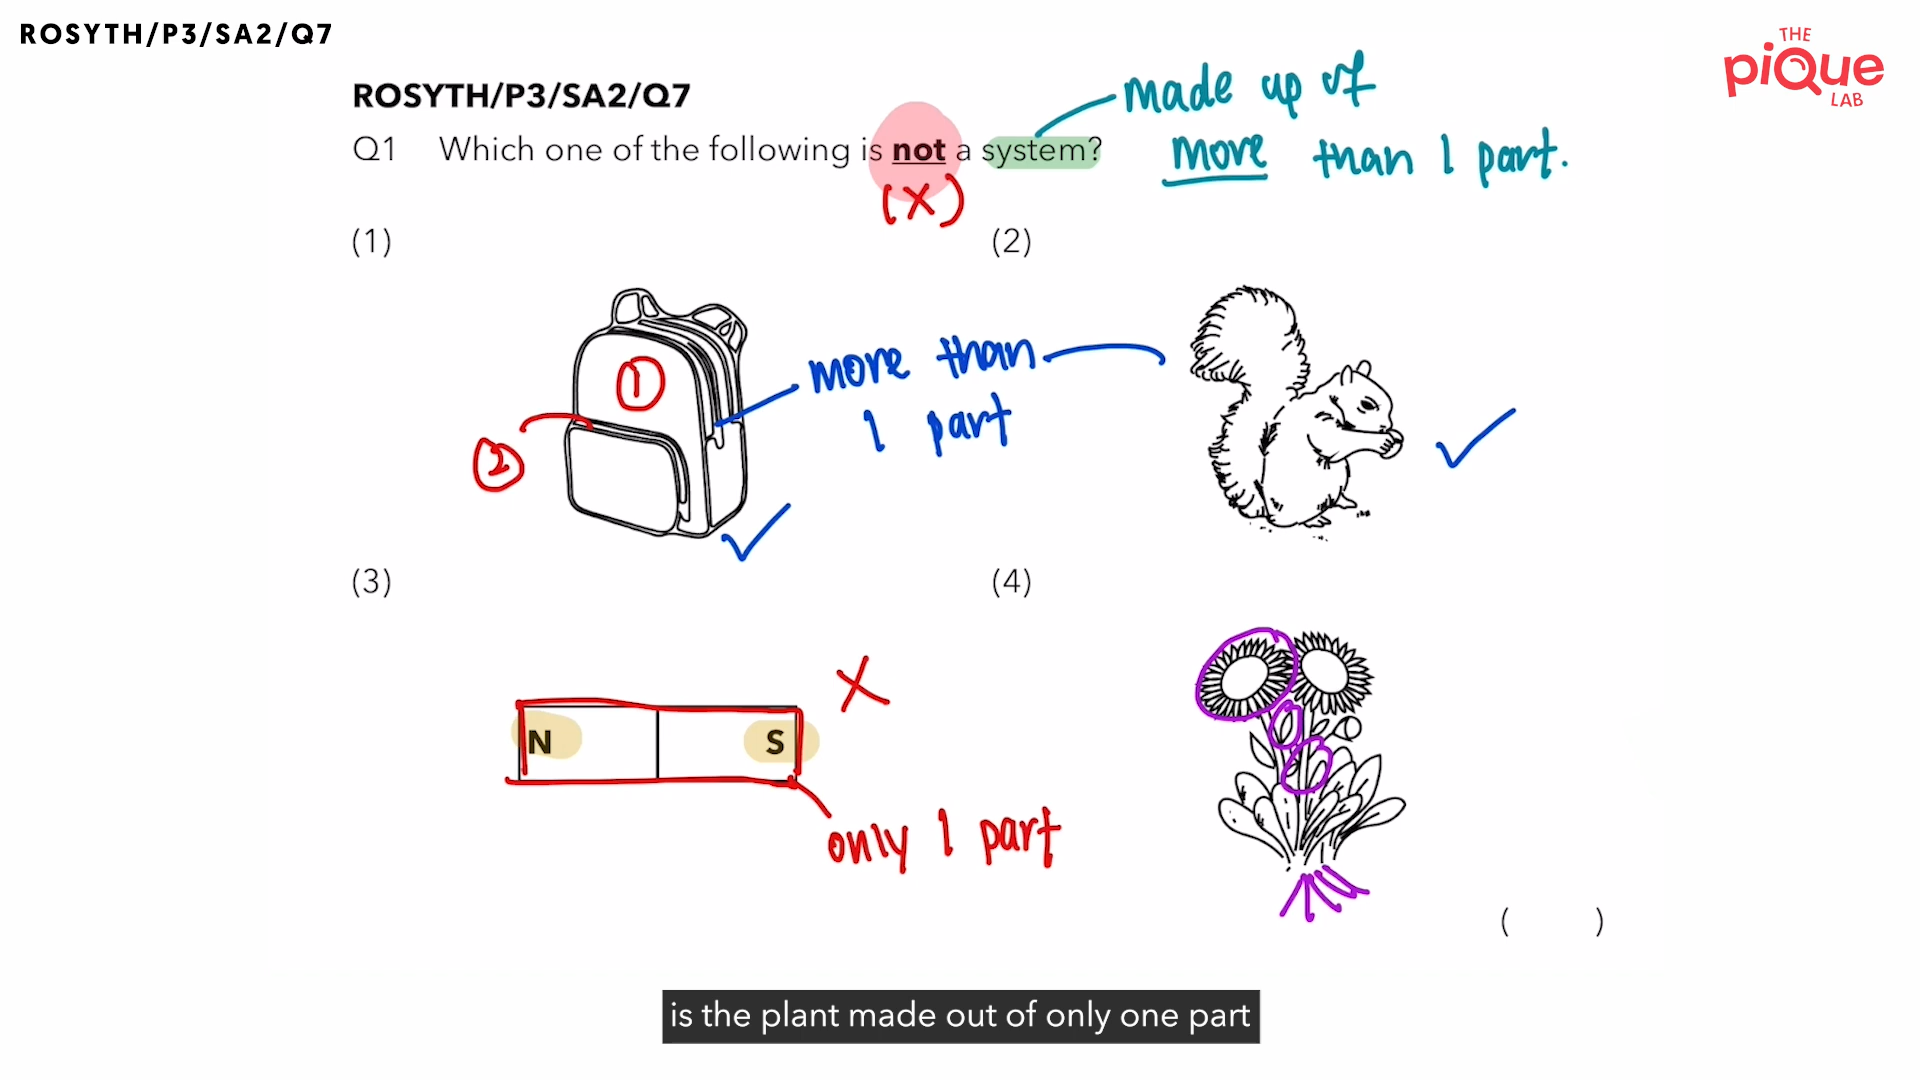 ROSYTH/P3/SA2/Q7
THE
piQue
LAB
ROSYTH/P3/SA2/Q7
made up of
more than 1 part.
Q1 Which one of the following is not a system?
(X)
(1)
(2)
1
2
more than
1 part
(3)
(4)
X
N S
only 1 part
( )
is the plant made out of only one part